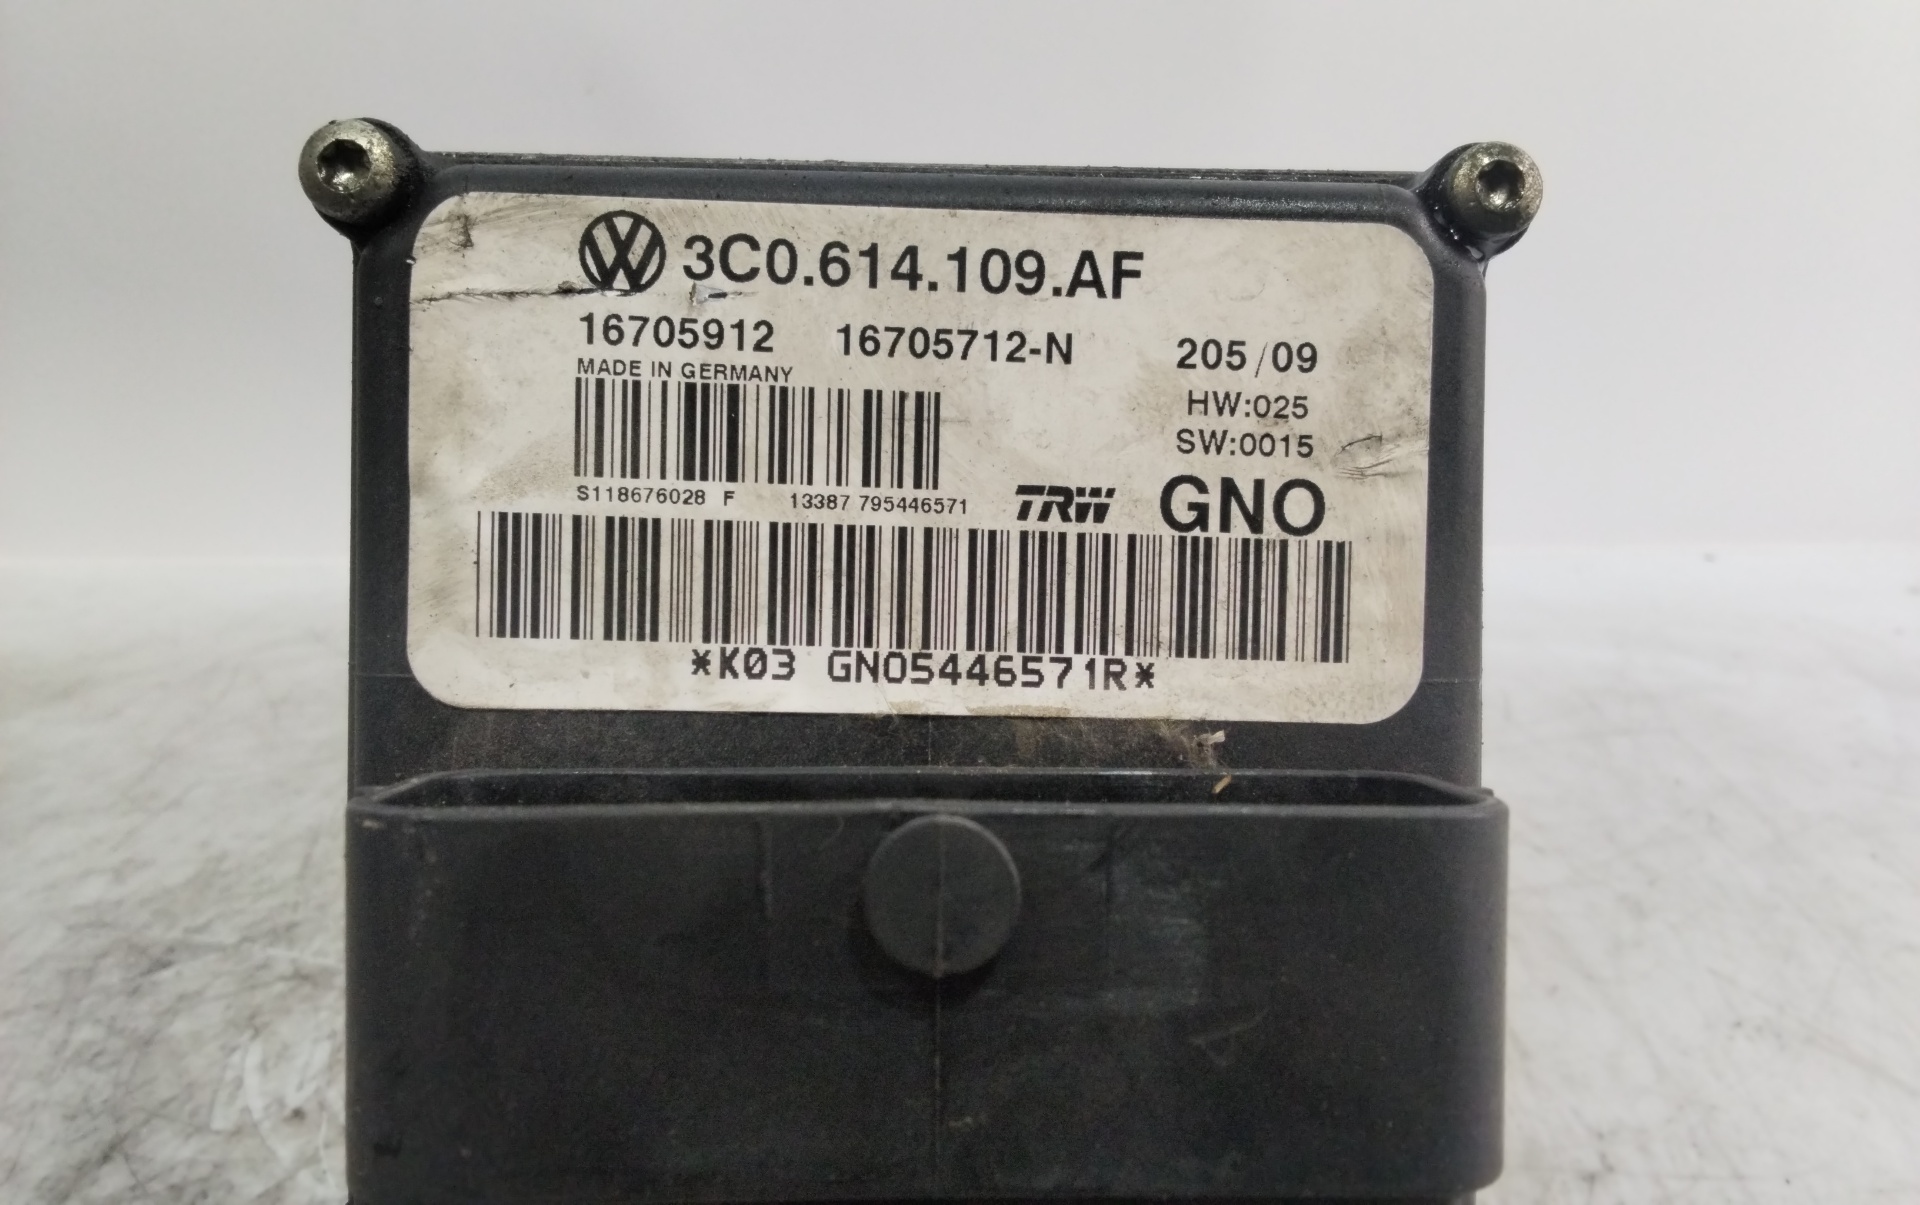 3C0.614.109.AF
16705912 16705712-N 205/09
MADE IN GERMANY
HW:025
SW:0015
S118676028 F 13387 795446571
TRW GNO
*K03 GNO5446571R*